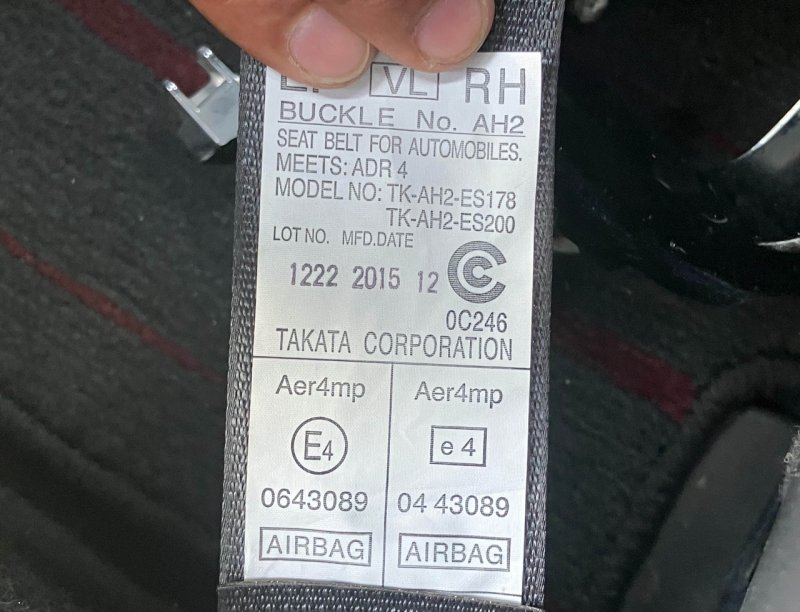 VL RH
BUCKLE No. AH2
SEAT BELT FOR AUTOMOBILES.
MEETS: ADR 4
MODEL NO: TK-AH2-ES178
TK-AH2-ES200
LOT NO. MFD.DATE
1222 2015 12
CCC
0C246
TAKATA CORPORATION
Aer4mp
E4
0643089
AIRBAG
Aer4mp
e 4
04 43089
AIRBAG